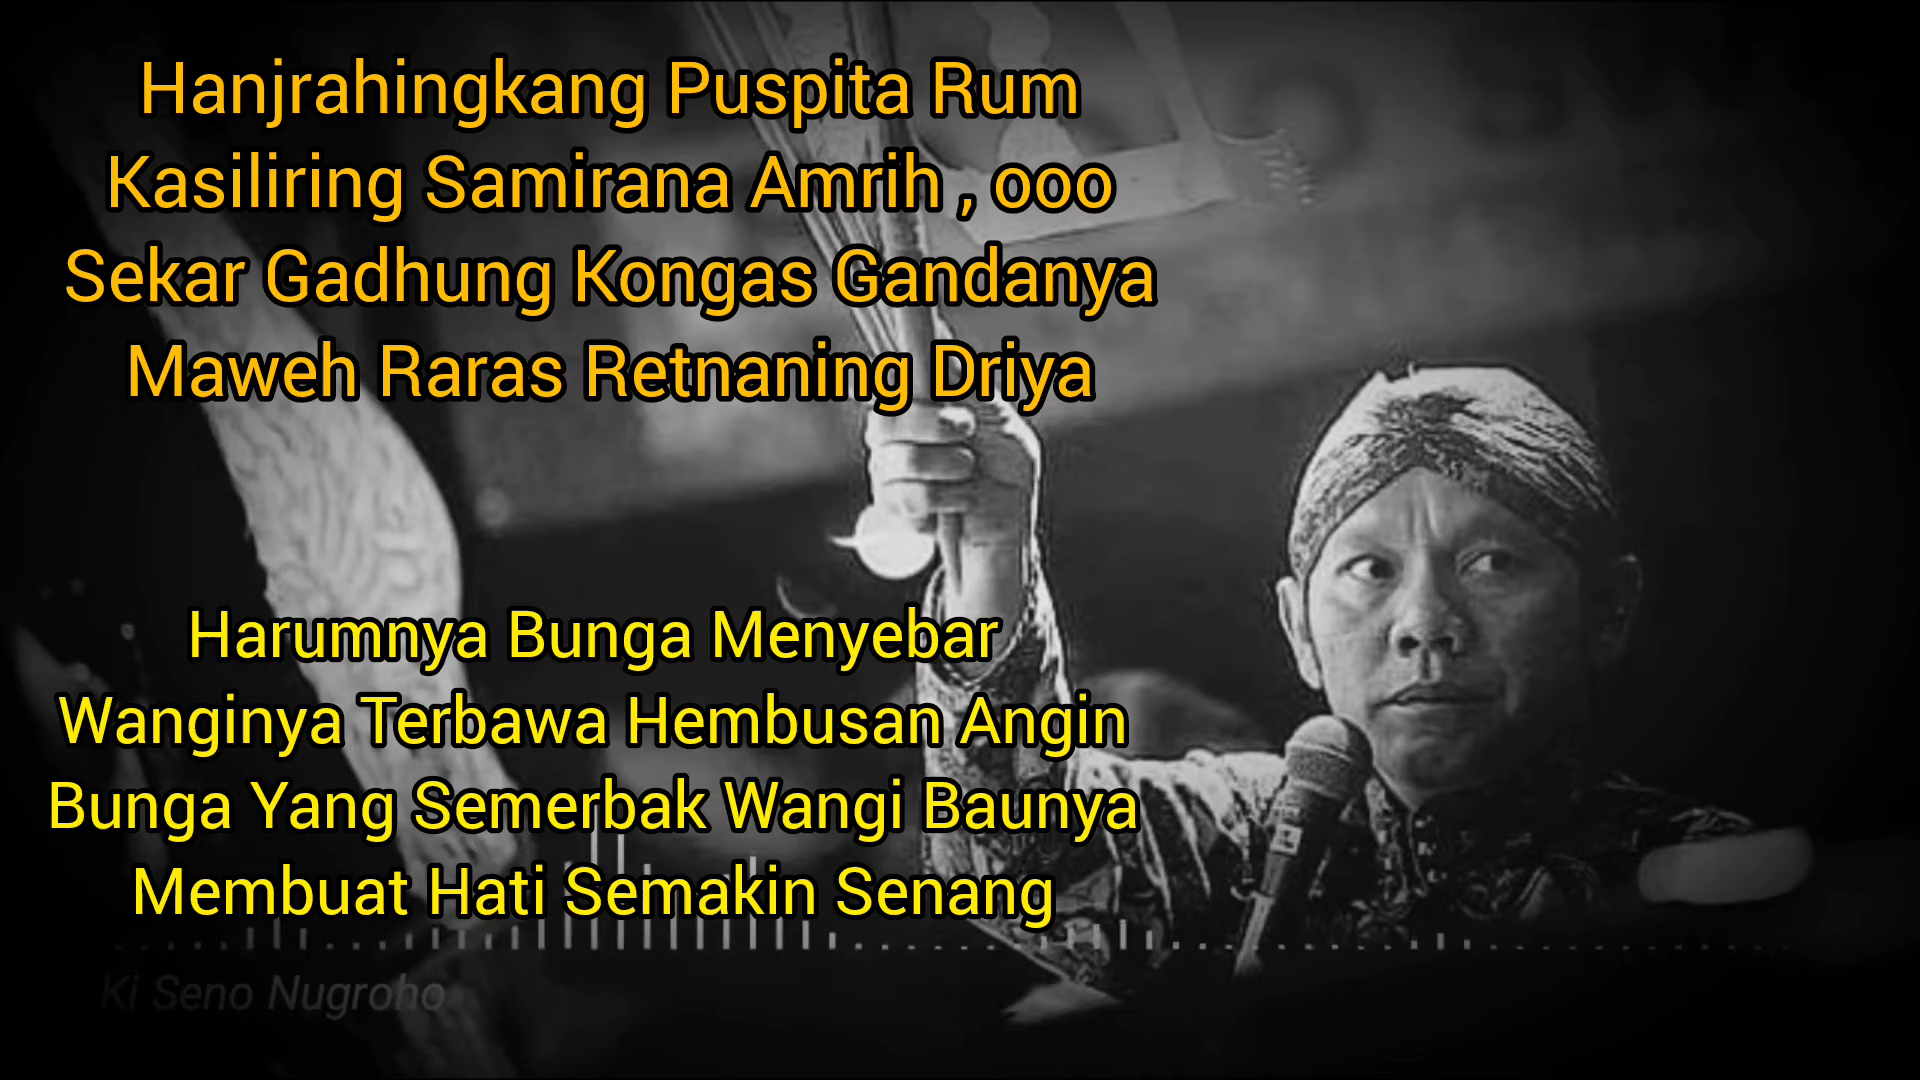 Hanjrahingkang Puspita Rum
Kasiliring Samirana Amrih , ooo
Sekar Gadhung Kongas Gandanya
Maweh Raras Retnaning Driya
Harumnya Bunga Menyebar
Wanginya Terbawa Hembusan Angin
Bunga Yang Semerbak Wangi Baunya
Membuat Hati Semakin Senang
Ki Seno Nugroho